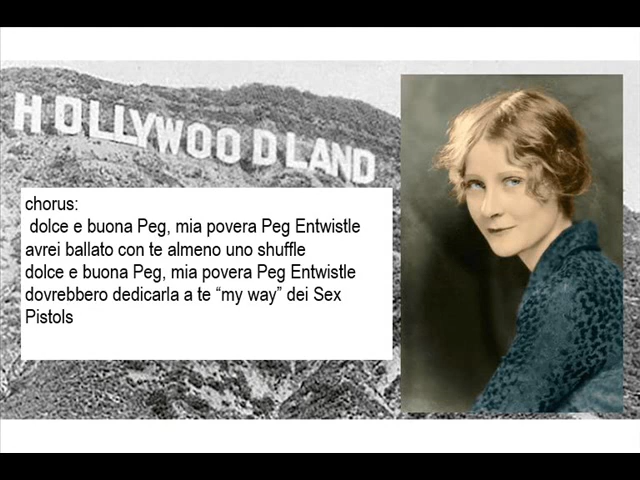 HOLLYWOODLAND
chorus:
dolce e buona Peg, mia povera Peg Entwistle
avrei ballato con te almeno uno shuffle
dolce e buona Peg, mia povera Peg Entwistle
dovrebbero dedicarla a te “my way” dei Sex
Pistols